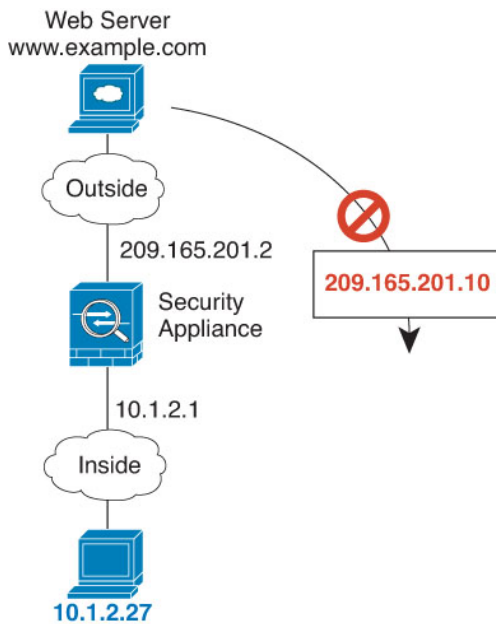 Web Server
www.example.com
Outside
209.165.201.2
209.165.201.10
Security
Appliance
10.1.2.1
Inside
10.1.2.27